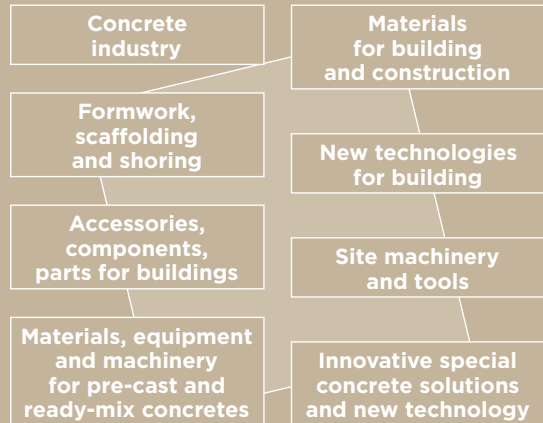 Concrete
industry
Formwork,
scaffolding
and shoring
Accessories,
components,
parts for buildings
Materials, equipment
and machinery
for pre-cast and
ready-mix concretes
Materials
for building
and construction
New technologies
for building
Site machinery
and tools
Innovative special
concrete solutions
and new technology